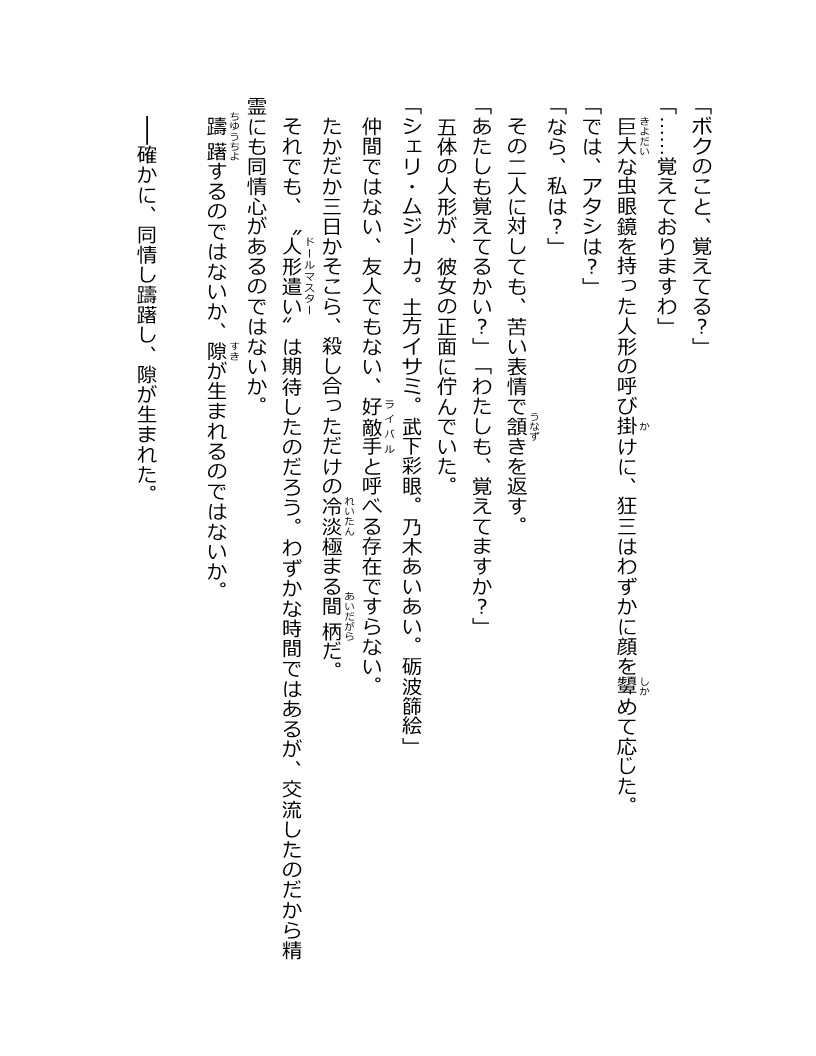 「ボクのこと、覚えてる？」
「……覚えておりますわ」
巨大な虫眼鏡を持った人形の呼び掛けに、狂三はわずかに顔を顰めて応じた。
「では、アタシは？」
「なら、私は？」
その二人に対しても、苦い表情で頷きを返す。
「あたしも覚えてるかい？」「わたしも、覚えてますか？」
五体の人形が、彼女の正面に佇んでいた。
「シェリ・ムジーカ。土方イサミ。武下彩眼。乃木あいあい。砺波篩絵」
仲間ではない、友人でもない、好敵手と呼べる存在ですらない。
たかだか三日かそこら、殺し合っただけの冷淡極まる間柄だ。
それでも、〝人形遣い〟は期待したのだろう。わずかな時間ではあるが、交流したのだから精
霊にも同情心があるのではないか。
躊躇するのではないか、隙が生まれるのではないか。
――確かに、同情し躊躇し、隙が生まれた。